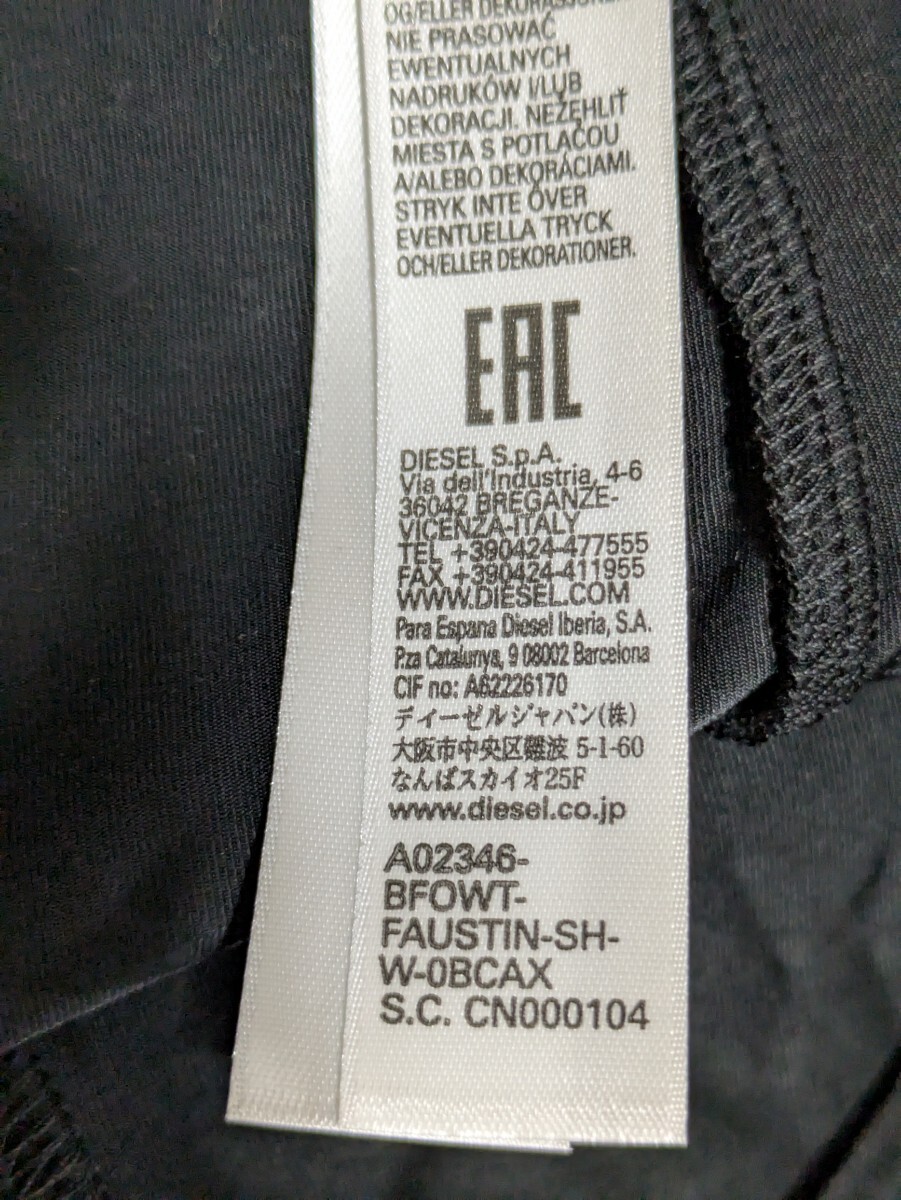 OG/ELLER DEKORASJONER.
NIE PRASOWAĆ
EWENTUALNYCH
NADRUKÓW I/LUB
DEKORACJI. NEŽEHLIŤ
MIESTA S POTLAČOU
A/ALEBO DEKORÁCIAMI.
STRYK INTE ÖVER
EVENTUELLA TRYCK
OCH/ELLER DEKORATIONER.
EAC
DIESEL S.p.A.
Via dell'Industria, 4-6
36042 BREGANZE-
VICENZA-ITALY
TEL +390424-477555
FAX +390424-411955
WWW.DIESEL.COM
Para Espana Diesel Iberia, S.A.
P.za Catalunya, 9 08002 Barcelona
CIF no: A62226170
ディーゼルジャパン(株)
大阪市中央区難波 5-1-60
なんばスカイオ25F
www.diesel.co.jp
A02346-
BFOWT-
FAUSTIN-SH-
W-0BCAX
S.C. CN000104